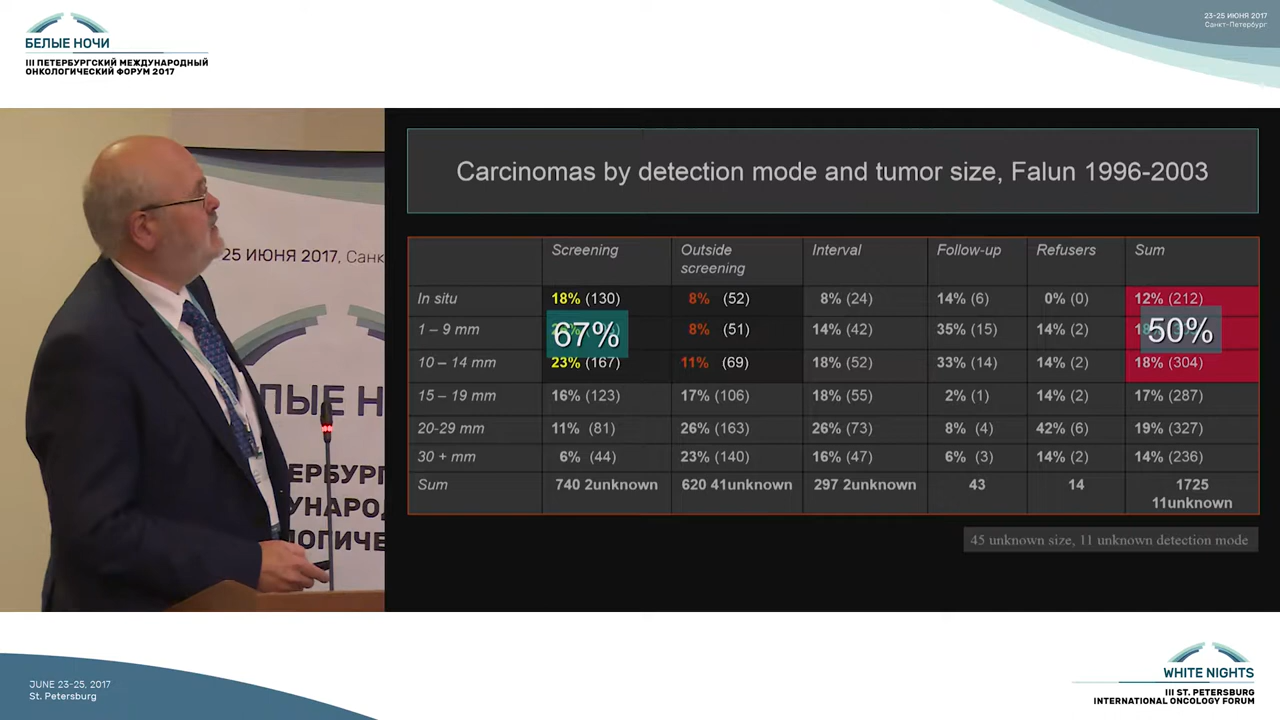 БЕЛЫЕ НОЧИ
III ПЕТЕРБУРГСКИЙ МЕЖДУНАРОДНЫЙ
ОНКОЛОГИЧЕСКИЙ ФОРУМ 2017
23-25 ИЮНЯ 2017
Санкт-Петербург
25 ИЮНЯ 2017, Санк
ЛЫЕ Н
ЕРБУРГ
УНАРО
ОГИЧЕ
Carcinomas by detection mode and tumor size, Falun 1996-2003
Screening Outside screening Interval Follow-up Refusers Sum
In situ 18% (130) 8% (52) 8% (24) 14% (6) 0% (0) 12% (212)
1 – 9 mm 67% 8% (51) 14% (42) 35% (15) 14% (2) 50%
10 – 14 mm 23% (167) 11% (69) 18% (52) 33% (14) 14% (2) 18% (304)
15 – 19 mm 16% (123) 17% (106) 18% (55) 2% (1) 14% (2) 17% (287)
20-29 mm 11% (81) 26% (163) 26% (73) 8% (4) 42% (6) 19% (327)
30 + mm 6% (44) 23% (140) 16% (47) 6% (3) 14% (2) 14% (236)
Sum 740 2unknown 620 41unknown 297 2unknown 43 14 1725 11unknown
45 unknown size, 11 unknown detection mode
JUNE 23-25, 2017
St. Petersburg
WHITE NIGHTS
III ST. PETERSBURG
INTERNATIONAL ONCOLOGY FORUM